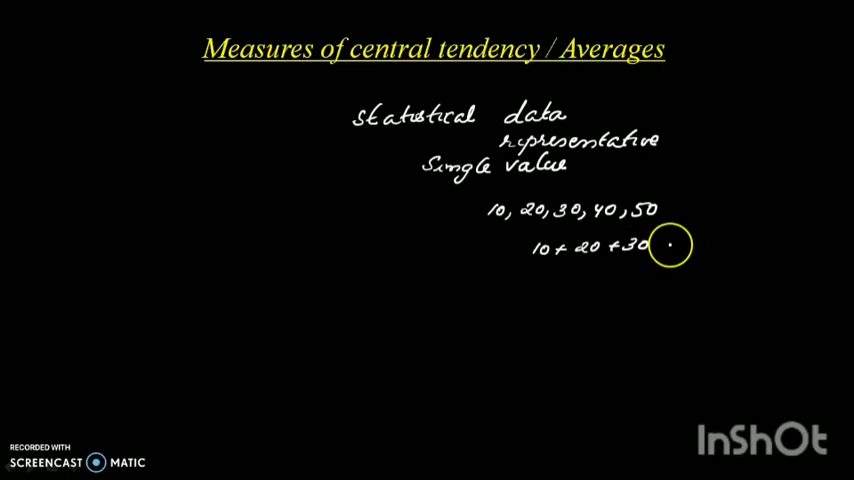 Measures of central tendency / Averages
statistical data
representative
single value
10, 20, 30, 40, 50
10 + 20 + 30
RECORDED WITH
SCREENCAST MATIC
InShOt